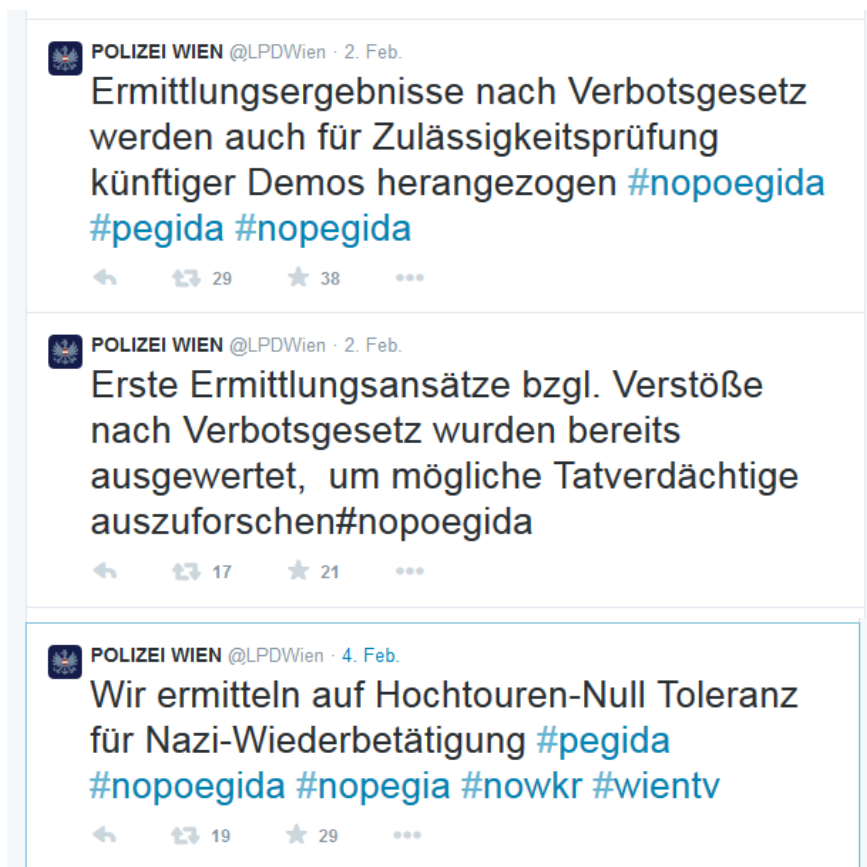 POLIZEI WIEN @LPDWien · 2. Feb.
Ermittlungsergebnisse nach Verbotsgesetz
werden auch für Zulässigkeitsprüfung
künftiger Demos herangezogen #nopoegida
#pegida #nopegida
29 38
POLIZEI WIEN @LPDWien · 2. Feb.
Erste Ermittlungsansätze bzgl. Verstöße
nach Verbotsgesetz wurden bereits
ausgewertet,  um mögliche Tatverdächtige
auszuforschen#nopoegida
17 21
POLIZEI WIEN @LPDWien · 4. Feb.
Wir ermitteln auf Hochtouren-Null Toleranz
für Nazi-Wiederbetätigung #pegida
#nopoegida #nopegia #nowkr #wientv
19 29